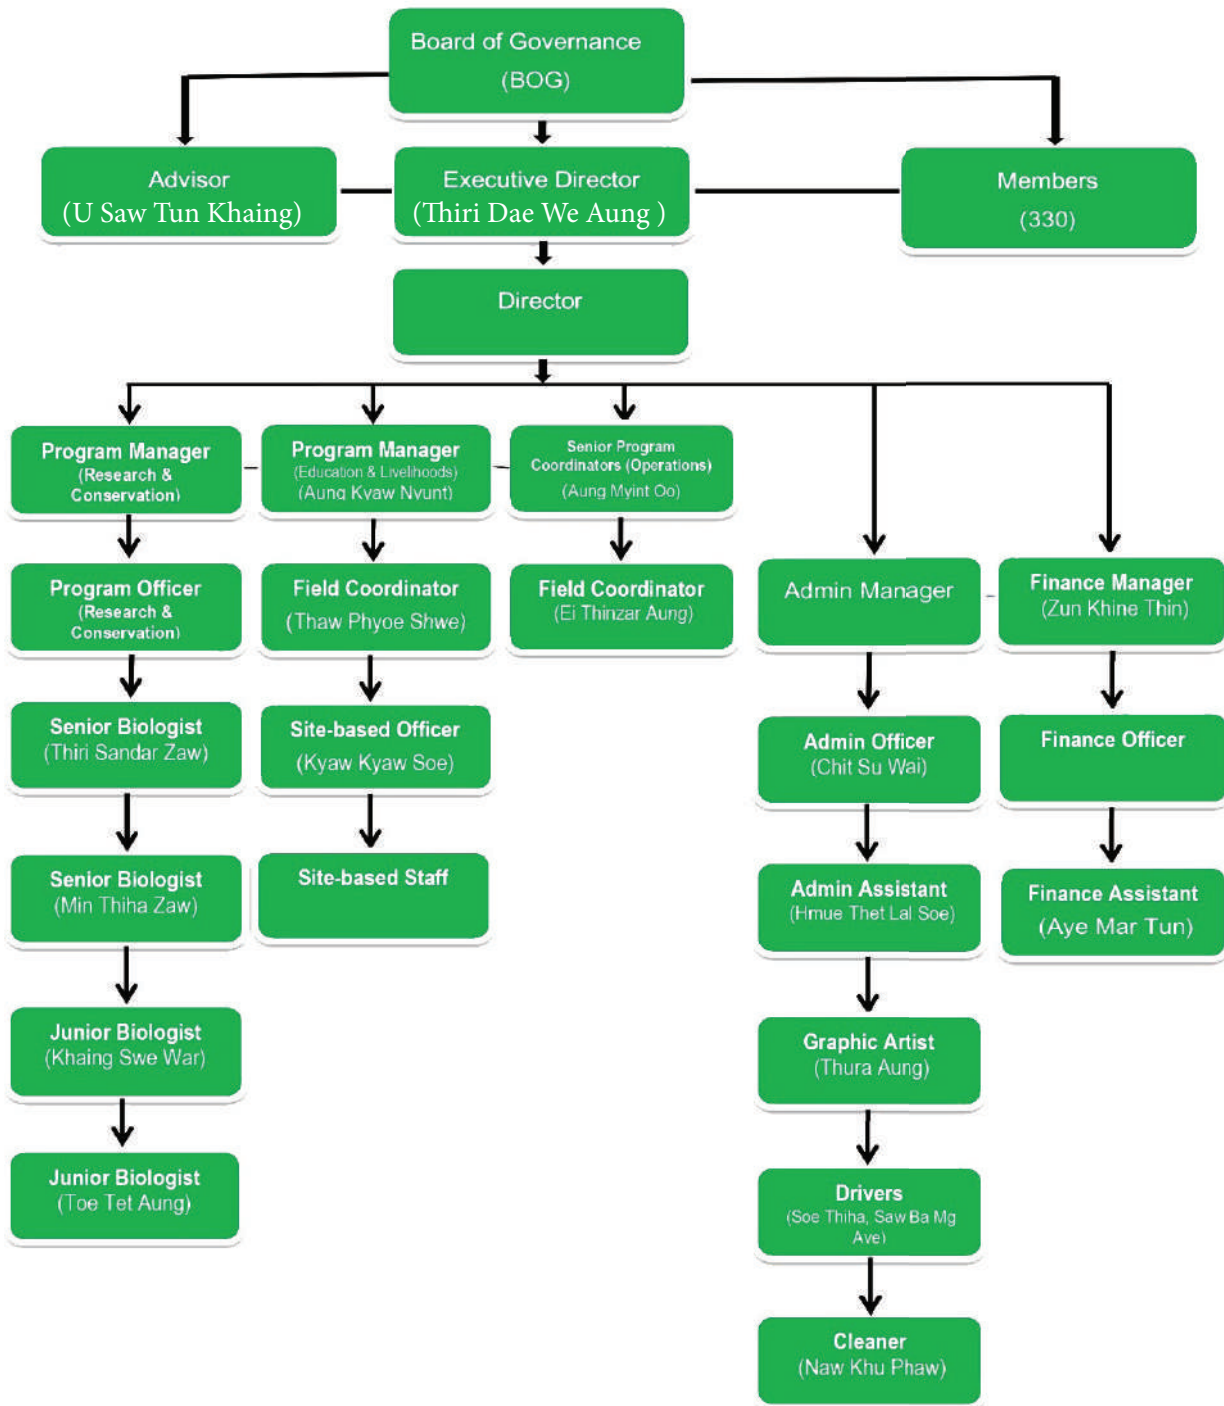 Board of Governance
(BOG)
Advisor
(U Saw Tun Khaing)
Executive Director
(Thiri Dae We Aung )
Members
(330)
Director
Program Manager
(Research &
Conservation)
Program Manager
(Education & Livelihoods)
(Aung Kyaw Nyunt)
Senior Program
Coordinators (Operations)
(Aung Myint Oo)
Program Officer
(Research &
Conservation)
Field Coordinator
(Thaw Phyoe Shwe)
Field Coordinator
(Ei Thinzar Aung)
Admin Manager
Finance Manager
(Zun Khine Thin)
Senior Biologist
(Thiri Sandar Zaw)
Site-based Officer
(Kyaw Kyaw Soe)
Admin Officer
(Chit Su Wai)
Finance Officer
Senior Biologist
(Min Thiha Zaw)
Site-based Staff
Admin Assistant
(Hmue Thet Lal Soe)
Finance Assistant
(Aye Mar Tun)
Junior Biologist
(Khaing Swe War)
Graphic Artist
(Thura Aung)
Junior Biologist
(Toe Tet Aung)
Drivers
(Soe Thiha, Saw Ba Mg
Aye)
Cleaner
(Naw Khu Phaw)